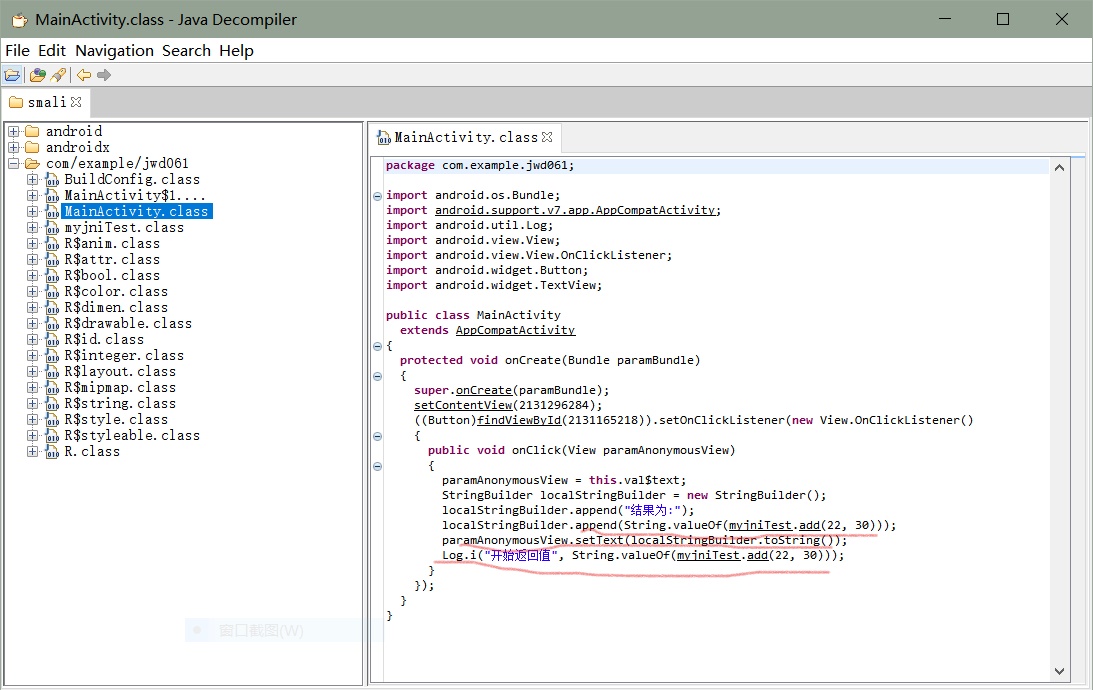 MainActivity.class - Java Decompiler
File Edit Navigation Search Help
smali
android
androidx
com/example/jwd061
BuildConfig.class
MainActivity$1....
MainActivity.class
myjniTest.class
R$anim.class
R$attr.class
R$bool.class
R$color.class
R$dimen.class
R$drawable.class
R$id.class
R$integer.class
R$layout.class
R$mipmap.class
R$string.class
R$style.class
R$styleable.class
R.class
窗口截图(W)
MainActivity.class
package com.example.jwd061;
import android.os.Bundle;
import android.support.v7.app.AppCompatActivity;
import android.util.Log;
import android.view.View;
import android.view.View.OnClickListener;
import android.widget.Button;
import android.widget.TextView;
public class MainActivity
extends AppCompatActivity
{
protected void onCreate(Bundle paramBundle)
{
super.onCreate(paramBundle);
setContentView(2131296284);
((Button)findViewById(2131165218)).setOnClickListener(new View.OnClickListener()
{
public void onClick(View paramAnonymousView)
{
paramAnonymousView = this.val$text;
StringBuilder localStringBuilder = new StringBuilder();
localStringBuilder.append("结果为:");
localStringBuilder.append(String.valueOf(myjniTest.add(22, 30)));
paramAnonymousView.setText(localStringBuilder.toString());
Log.i("开始返回值", String.valueOf(myjniTest.add(22, 30)));
}
});
}
}